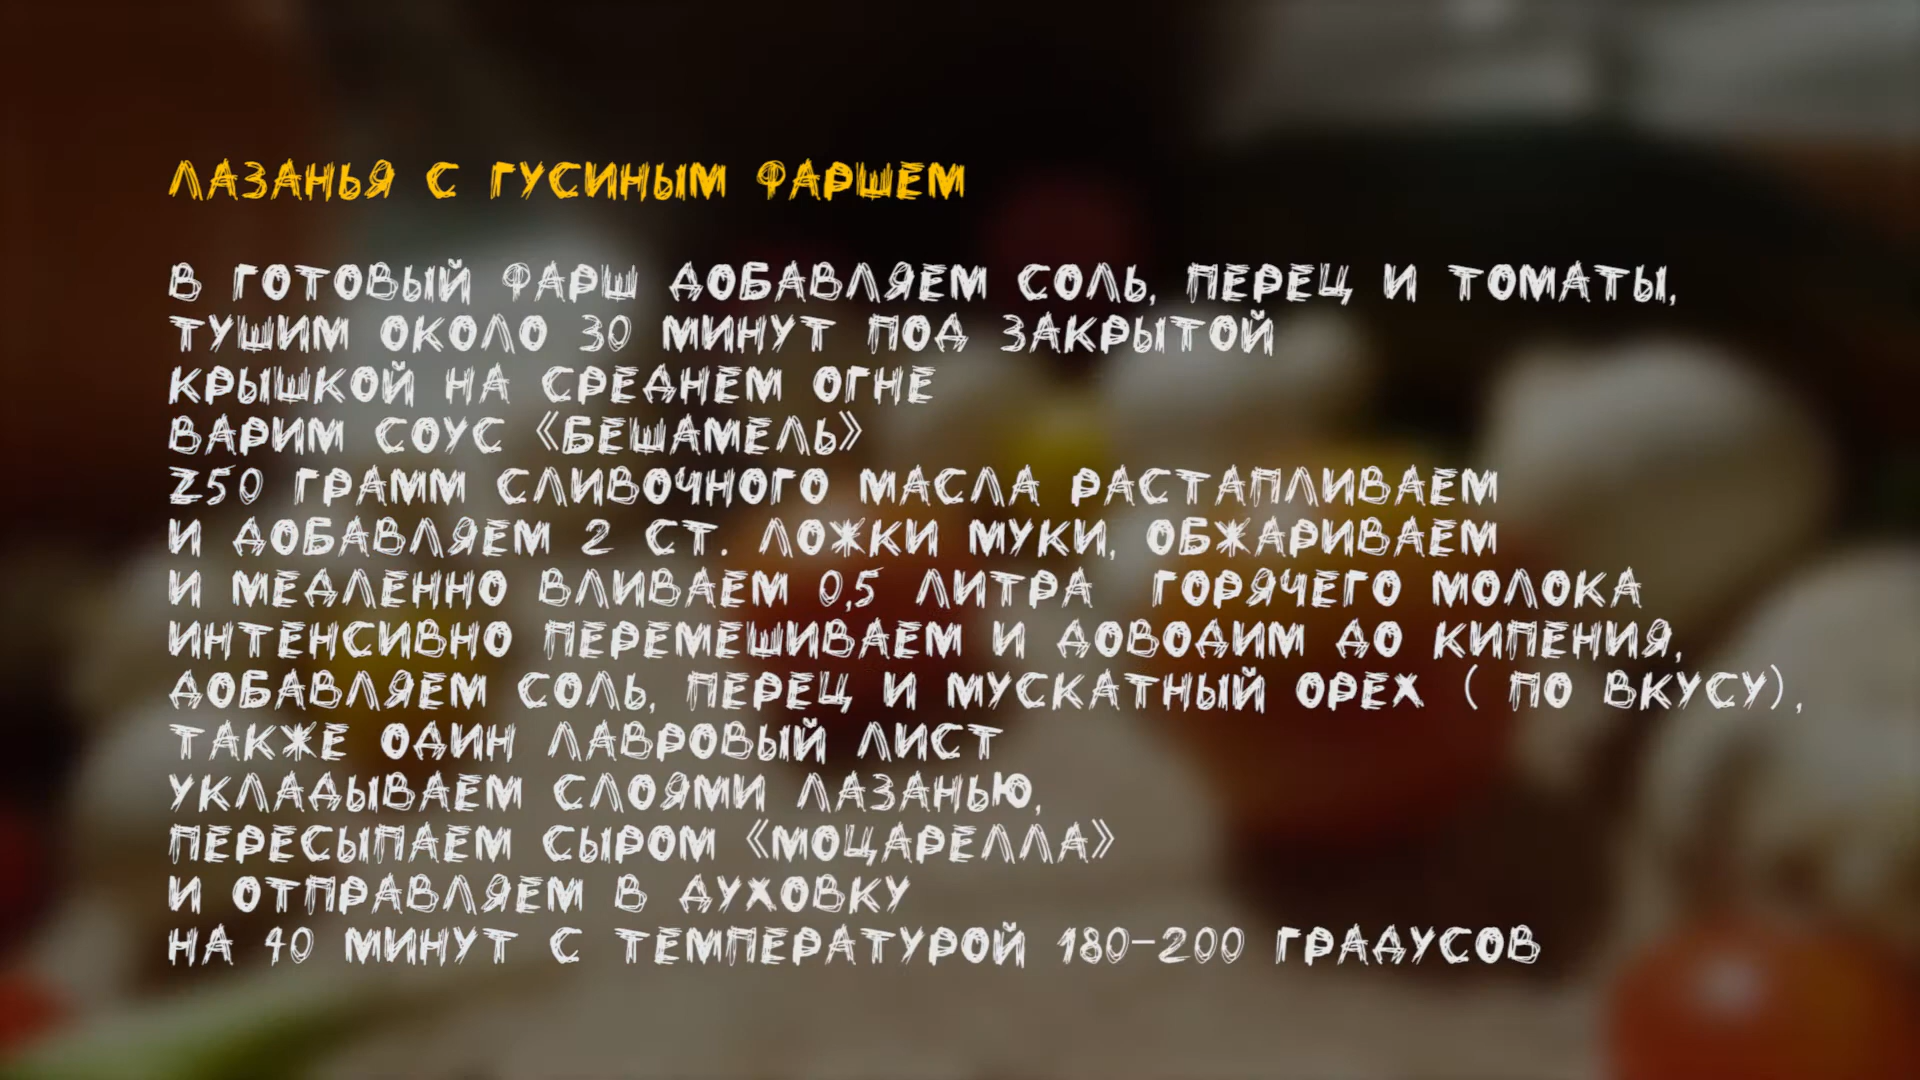 ЛАЗАНЬЯ С ГУСИНЫМ ФАРШЕМ
В ГОТОВЫЙ ФАРШ ДОБАВЛЯЕМ СОЛЬ, ПЕРЕЦ И ТОМАТЫ,
ТУШИМ ОКОЛО 30 МИНУТ ПОД ЗАКРЫТОЙ
КРЫШКОЙ НА СРЕДНЕМ ОГНЕ
ВАРИМ СОУС «БЕШАМЕЛЬ»
250 ГРАММ СЛИВОЧНОГО МАСЛА РАСТАПЛИВАЕМ
И ДОБАВЛЯЕМ 2 СТ. ЛОЖКИ МУКИ, ОБЖАРИВАЕМ
И МЕДЛЕННО ВЛИВАЕМ 0,5 ЛИТРА ГОРЯЧЕГО МОЛОКА
ИНТЕНСИВНО ПЕРЕМЕШИВАЕМ И ДОВОДИМ ДО КИПЕНИЯ,
ДОБАВЛЯЕМ СОЛЬ, ПЕРЕЦ И МУСКАТНЫЙ ОРЕХ ( ПО ВКУСУ),
ТАКЖЕ ОДИН ЛАВРОВЫЙ ЛИСТ
УКЛАДЫВАЕМ СЛОЯМИ ЛАЗАНЬЮ,
ПЕРЕСЫПАЕМ СЫРОМ «МОЦАРЕЛЛА»
И ОТПРАВЛЯЕМ В ДУХОВКУ
НА 40 МИНУТ С ТЕМПЕРАТУРОЙ 180-200 ГРАДУСОВ